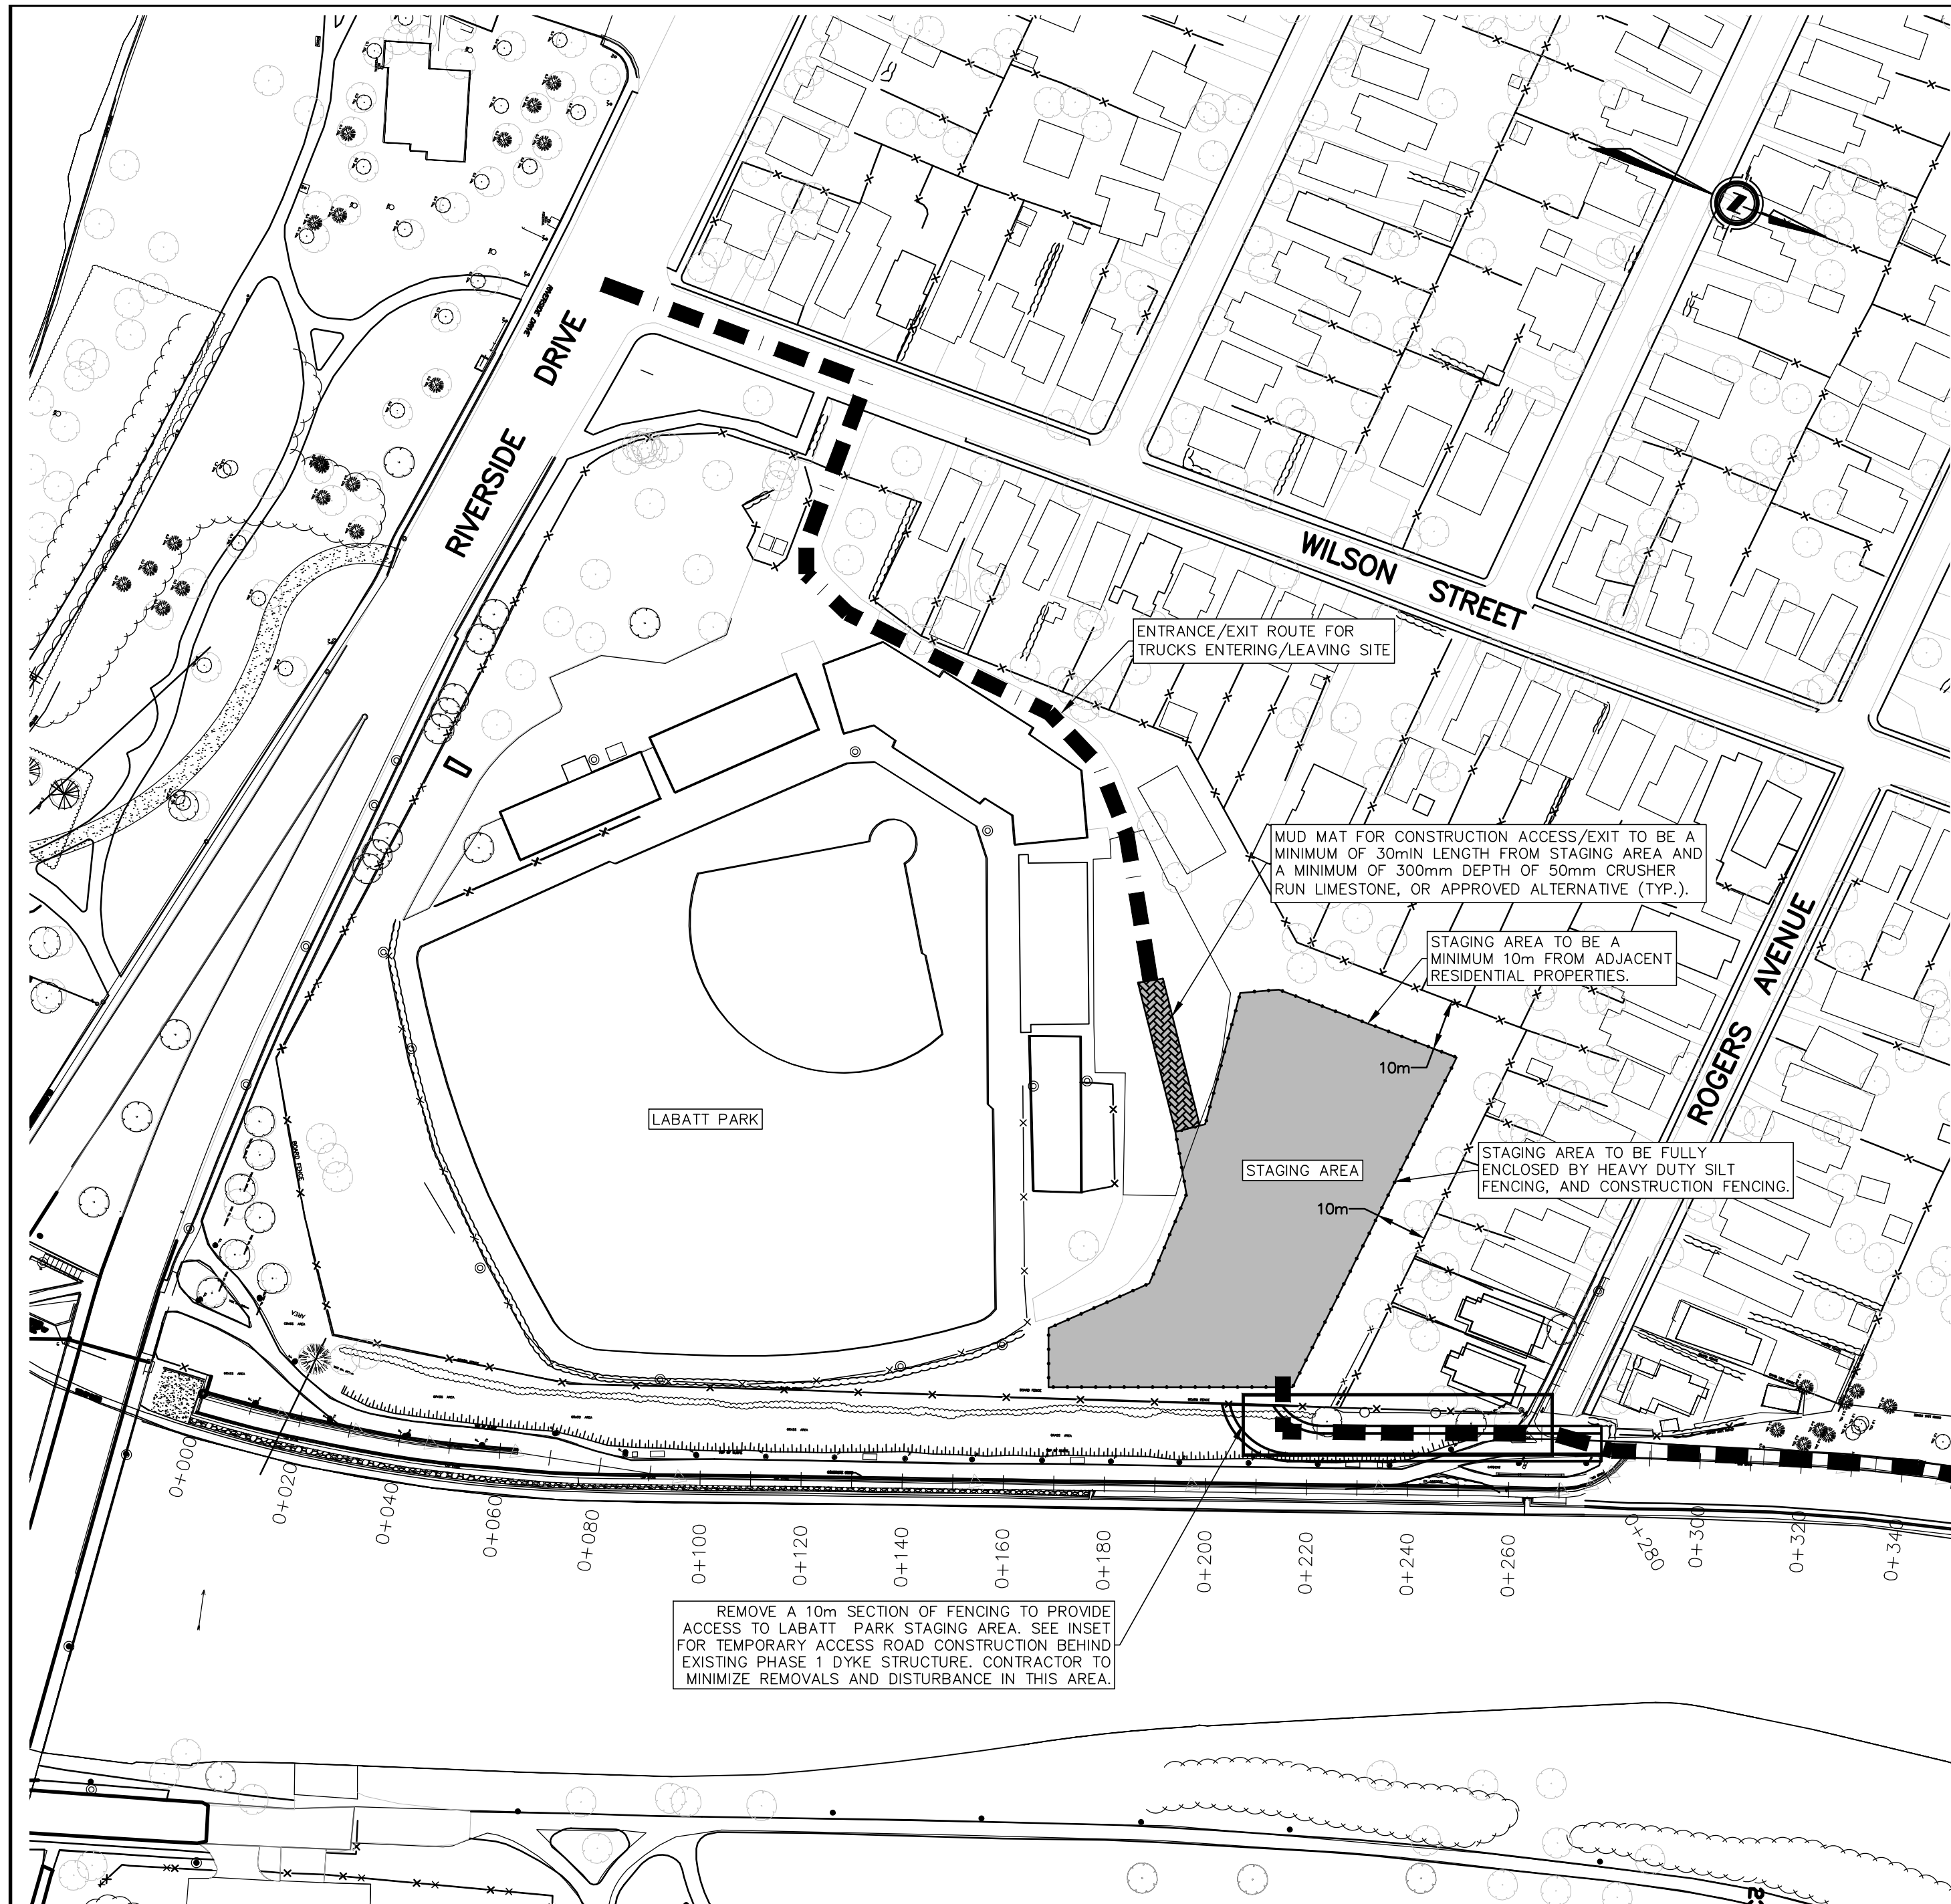 RIVERSIDE DRIVE
RIVERSIDE DRIVE
WILSON STREET
ENTRANCE/EXIT ROUTE FOR
TRUCKS ENTERING/LEAVING SITE
MUD MAT FOR CONSTRUCTION ACCESS/EXIT TO BE A
MINIMUM OF 30mIN LENGTH FROM STAGING AREA AND
A MINIMUM OF 300mm DEPTH OF 50mm CRUSHER
RUN LIMESTONE, OR APPROVED ALTERNATIVE (TYP.).
STAGING AREA TO BE A
MINIMUM 10m FROM ADJACENT
RESIDENTIAL PROPERTIES.
ROGERS AVENUE
10m
LABATT PARK
STAGING AREA
STAGING AREA TO BE FULLY
ENCLOSED BY HEAVY DUTY SILT
FENCING, AND CONSTRUCTION FENCING.
10m
BOARD FENCE
0+000
0+020
0+040
0+060
0+080
0+100
0+120
0+140
0+160
0+180
0+200
0+220
0+240
0+260
0+280
0+300
0+320
0+340
REMOVE A 10m SECTION OF FENCING TO PROVIDE
ACCESS TO LABATT PARK STAGING AREA. SEE INSET
FOR TEMPORARY ACCESS ROAD CONSTRUCTION BEHIND
EXISTING PHASE 1 DYKE STRUCTURE. CONTRACTOR TO
MINIMIZE REMOVALS AND DISTURBANCE IN THIS AREA.